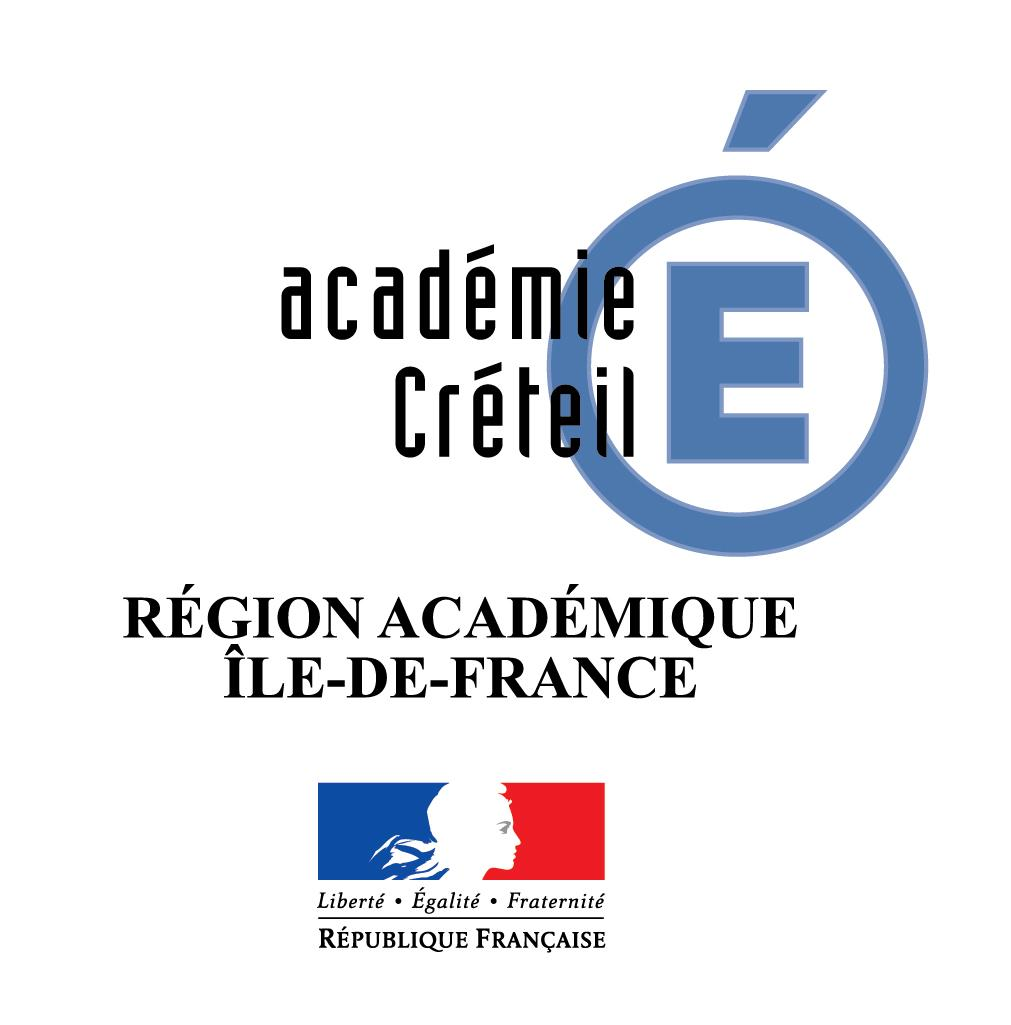 É
académie
Créteil
RÉGION ACADÉMIQUE
ÎLE-DE-FRANCE
Liberté • Égalité • Fraternité
RÉPUBLIQUE FRANÇAISE